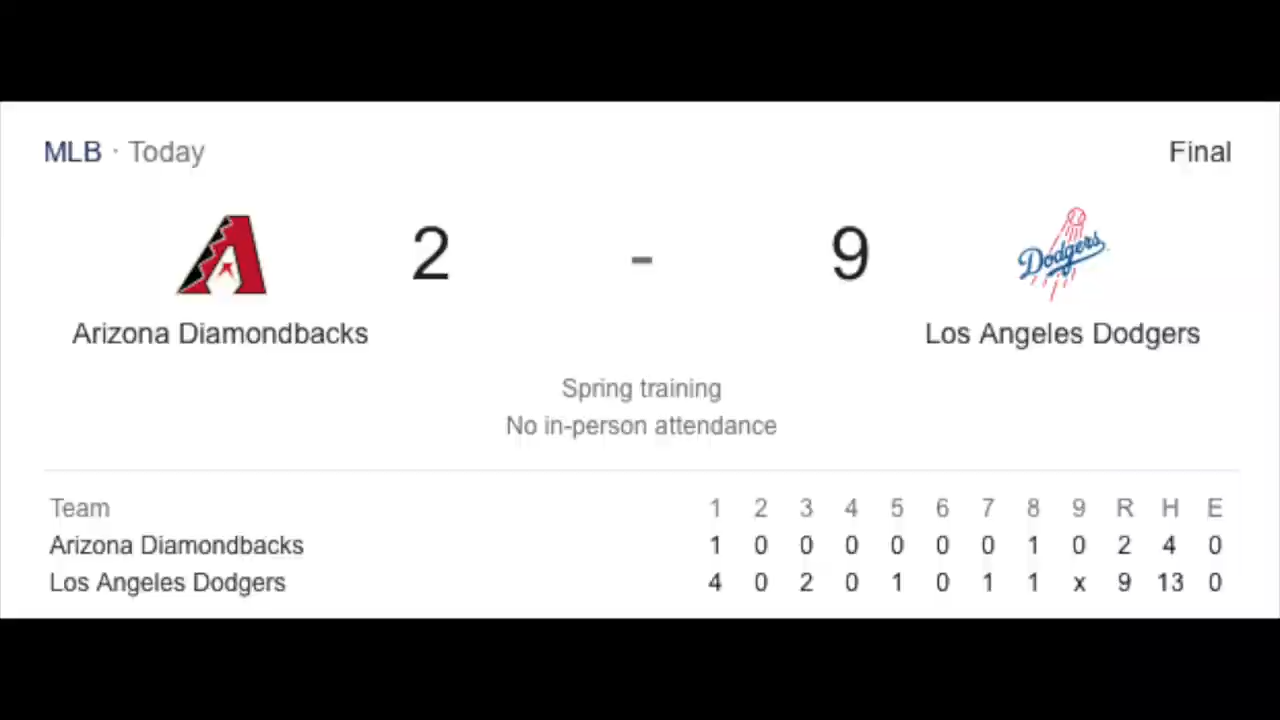 MLB · Today Final
Dodgers
2 - 9
Arizona Diamondbacks Los Angeles Dodgers
Spring training
No in-person attendance
Team 1 2 3 4 5 6 7 8 9 R H E
Arizona Diamondbacks 1 0 0 0 0 0 0 1 0 2 4 0
Los Angeles Dodgers 4 0 2 0 1 0 1 1 x 9 13 0